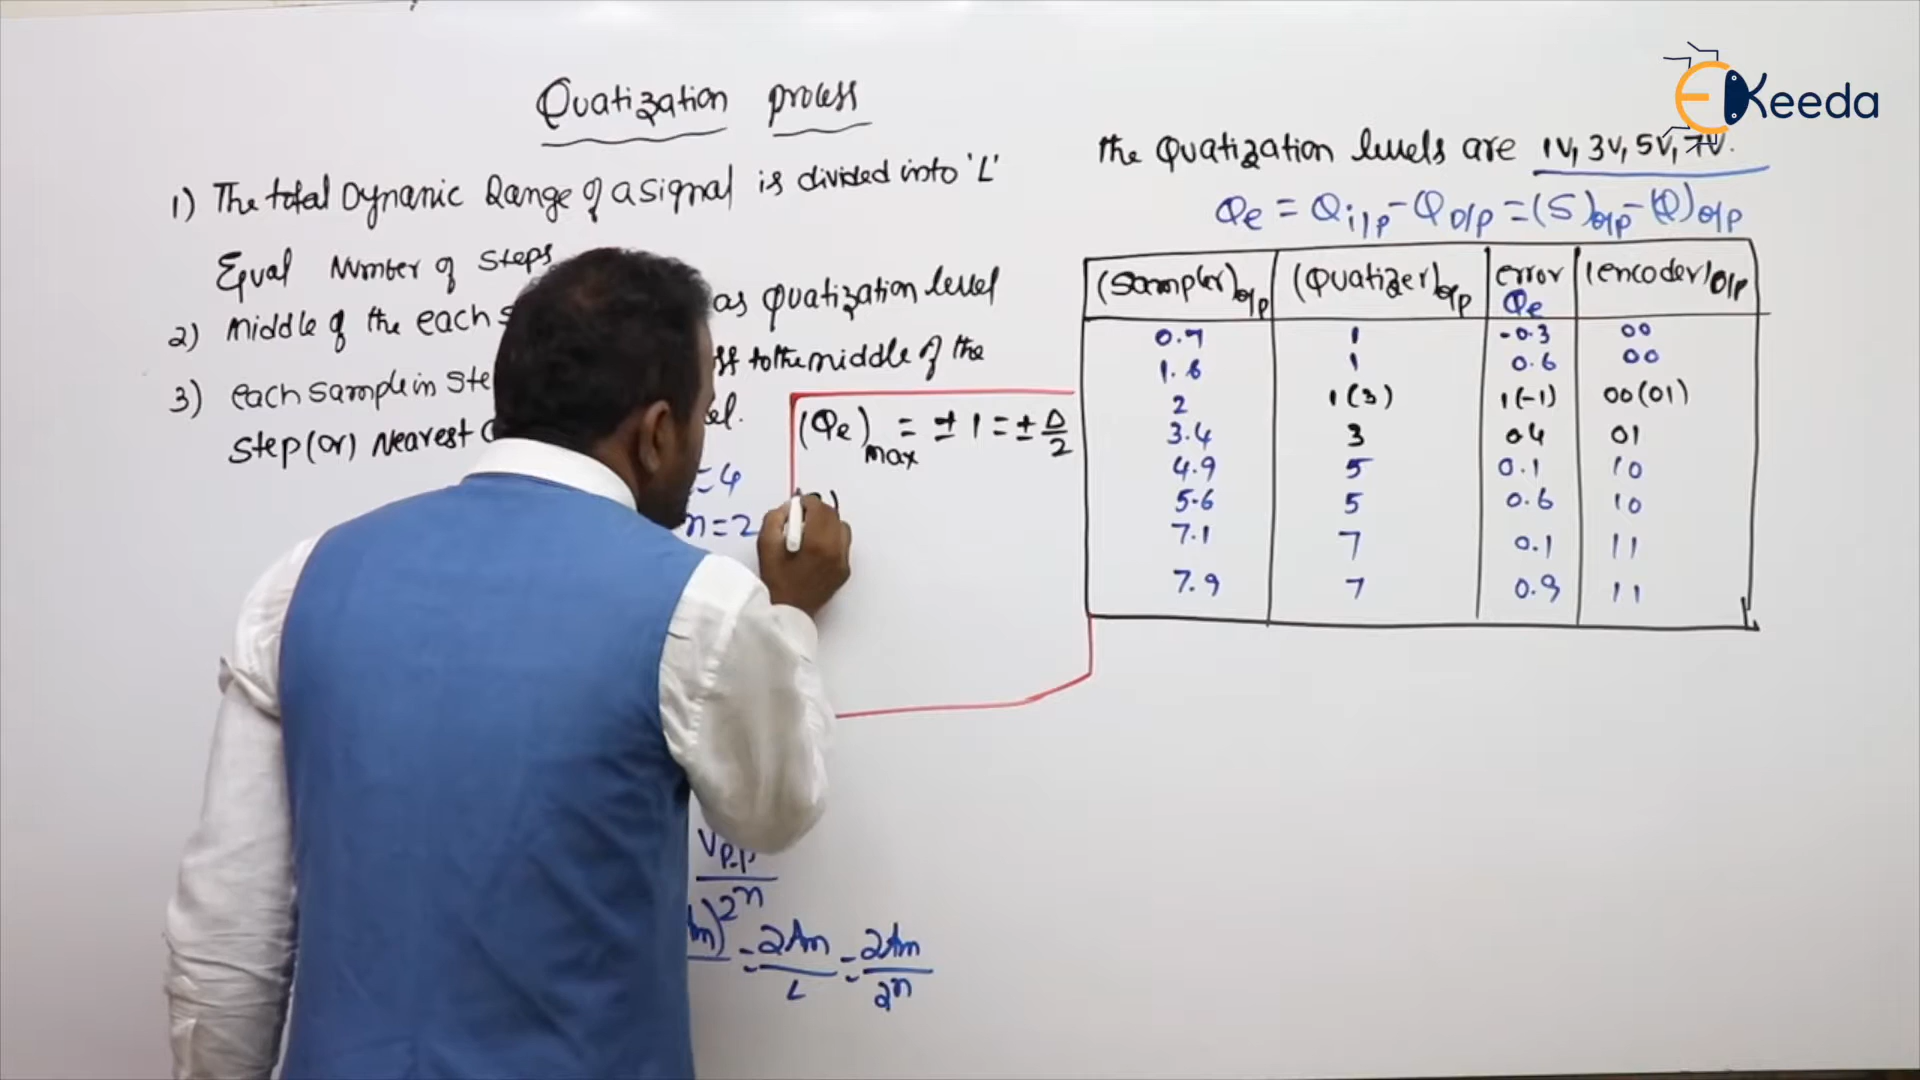 Quatization process
1) The total Dynamic Range of a signal is divided into 'L'
Equal Number of steps
2) middle of the each s as quatization level
3) each sample in ste ff to the middle of the
step (or) Nearest el.
=4
n=2
(Qe)max = ± 1 = ± Δ/2
Vp-p/2^n
m) = 2Am/L = 2Am/2^n
EKeeda
the Quatization levels are 1V, 3V, 5V, 7V.
Qe = Qi/p - Qo/p = (S)o/p - (Q)o/p
(sampler)o/p (Quatizer)o/p error Qe (encoder)o/p
0.7 1 -0.3 00
1.6 1 0.6 00
2 1(3) 1(-1) 00(01)
3.4 3 0.4 01
4.9 5 0.1 10
5.6 5 0.6 10
7.1 7 0.1 11
7.9 7 0.9 11